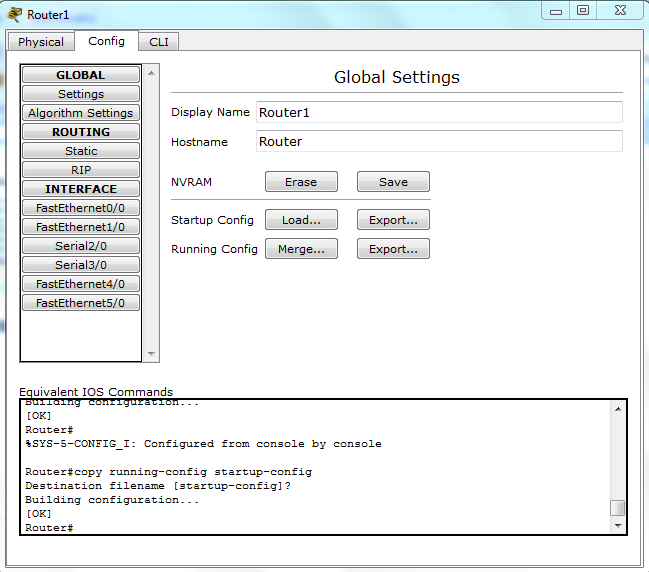 Router1
Physical Config CLI
GLOBAL
Settings
Algorithm Settings
ROUTING
Static
RIP
INTERFACE
FastEthernet0/0
FastEthernet1/0
Serial2/0
Serial3/0
FastEthernet4/0
FastEthernet5/0
Global Settings
Display Name Router1
Hostname Router
NVRAM Erase Save
Startup Config Load... Export...
Running Config Merge... Export...
Equivalent IOS Commands
Building configuration...
[OK]
Router#
%SYS-5-CONFIG_I: Configured from console by console
Router#copy running-config startup-config
Destination filename [startup-config]?
Building configuration...
[OK]
Router#